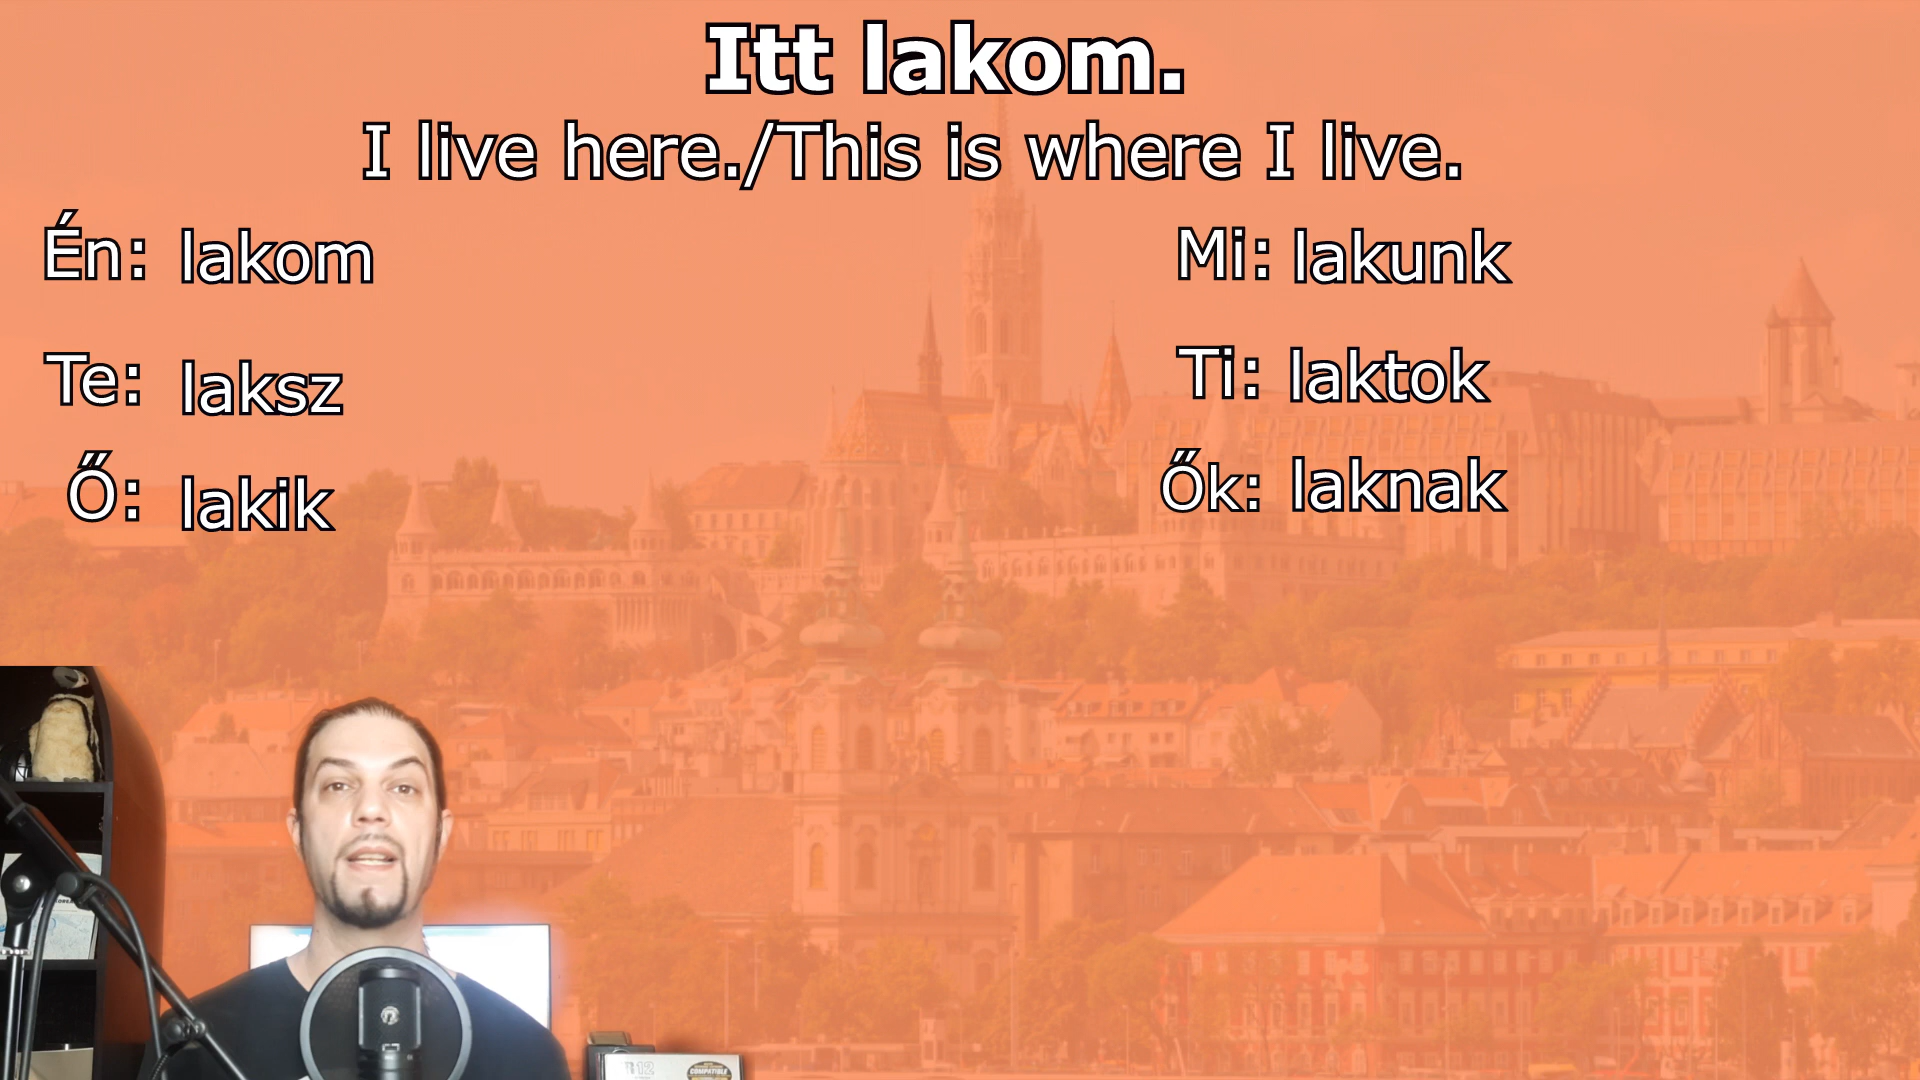 Itt lakom.
I live here./This is where I live.
Én: lakom
Te: laksz
Ő: lakik
Mi: lakunk
Ti: laktok
Ők: laknak
COMPATIBLE